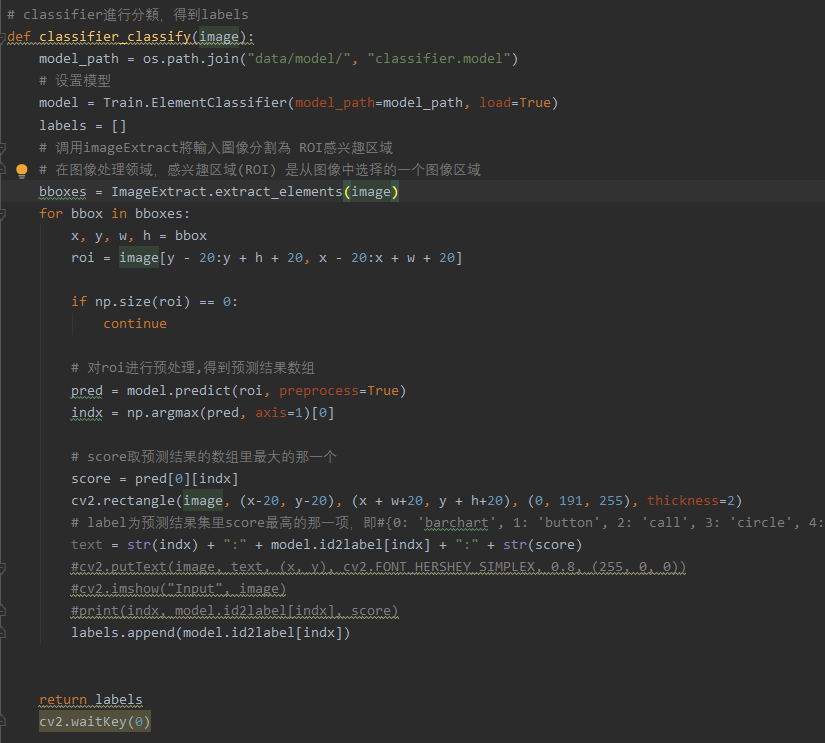 # classifier進行分類，得到labels
def classifier_classify(image):
    model_path = os.path.join("data/model/", "classifier.model")
    # 设置模型
    model = Train.ElementClassifier(model_path=model_path, load=True)
    labels = []
    # 调用imageExtract將輸入圖像分割為 ROI感兴趣区域
    # 在图像处理领域，感兴趣区域(ROI) 是从图像中选择的一个图像区域
    bboxes = ImageExtract.extract_elements(image)
    for bbox in bboxes:
        x, y, w, h = bbox
        roi = image[y - 20:y + h + 20, x - 20:x + w + 20]
        if np.size(roi) == 0:
            continue
        # 对roi进行预处理,得到预测结果数组
        pred = model.predict(roi, preprocess=True)
        indx = np.argmax(pred, axis=1)[0]
        # score取预测结果的数组里最大的那一个
        score = pred[0][indx]
        cv2.rectangle(image, (x-20, y-20), (x + w+20, y + h+20), (0, 191, 255), thickness=2)
        # label为预测结果集里score最高的那一项，即#{0: 'barchart', 1: 'button', 2: 'call', 3: 'circle', 4:
        text = str(indx) + ":" + model.id2label[indx] + ":" + str(score)
        #cv2.putText(image, text, (x, y), cv2.FONT_HERSHEY_SIMPLEX, 0.8, (255, 0, 0))
        #cv2.imshow("Input", image)
        #print(indx, model.id2label[indx], score)
        labels.append(model.id2label[indx])
    return labels
    cv2.waitKey(0)